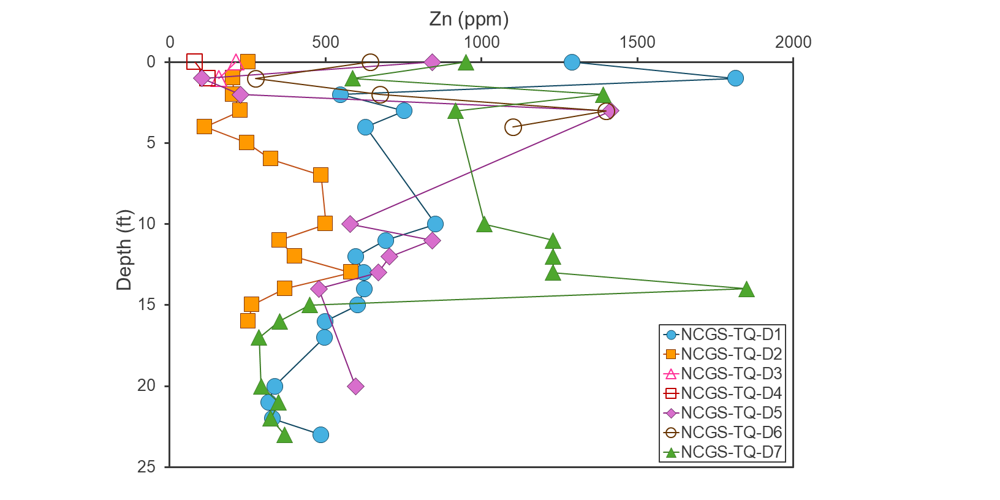 Zn (ppm)
0 500 1000 1500 2000
0
5
10
15
20
25
Depth (ft)
NCGS-TQ-D1
NCGS-TQ-D2
NCGS-TQ-D3
NCGS-TQ-D4
NCGS-TQ-D5
NCGS-TQ-D6
NCGS-TQ-D7